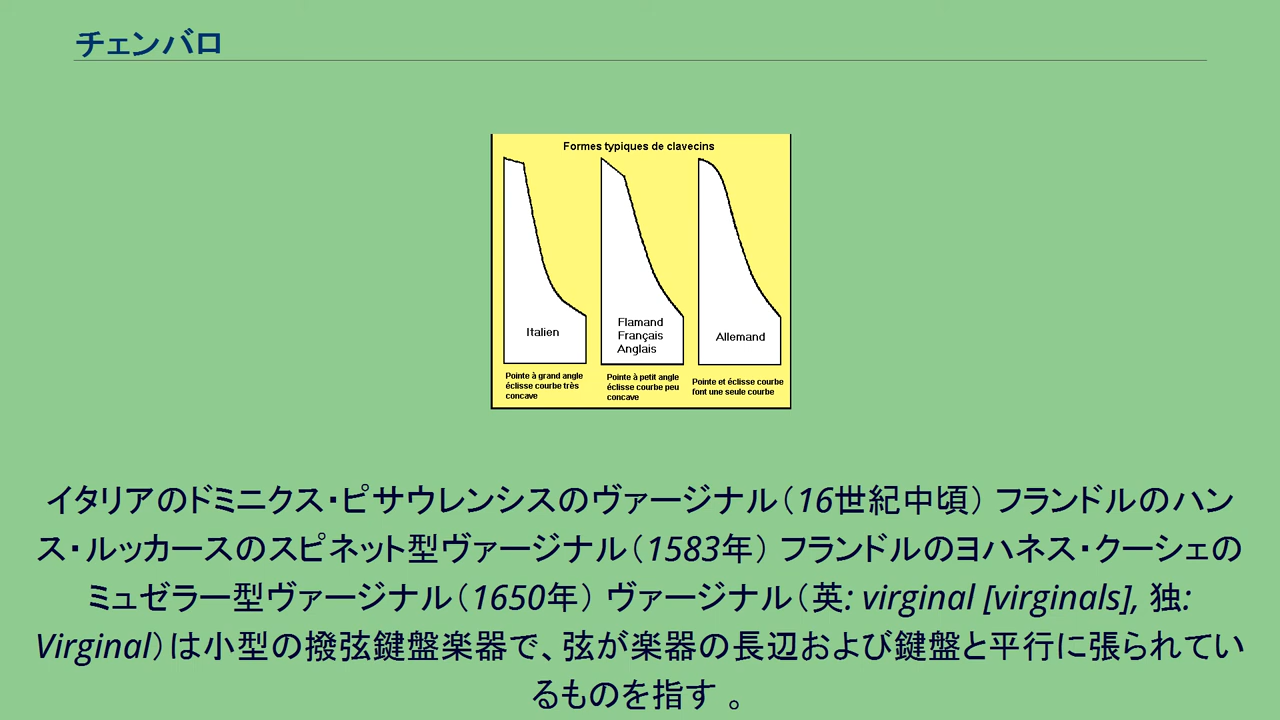 チェンバロ
Formes typiques de clavecins
Italien
Flamand
Français
Anglais
Allemand
Pointe à grand angle
éclisse courbe très
concave
Pointe à petit angle
éclisse courbe peu
concave
Pointe et éclisse courbe
font une seule courbe
イタリアのドミニクス・ピサウレンシスのヴァージナル（16世紀中頃） フランドルのハン
ス・ルッカースのスピネット型ヴァージナル（1583年） フランドルのヨハネス・クーシェの
ミュゼラー型ヴァージナル（1650年） ヴァージナル（英: virginal [virginals], 独:
Virginal）は小型の撥弦鍵盤楽器で、弦が楽器の長辺および鍵盤と平行に張られてい
るものを指す 。